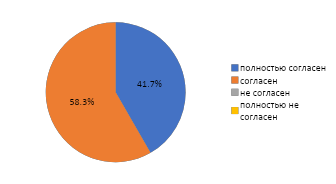 41.7%
58.3%
полностью согласен
согласен
не согласен
полностью не
согласен